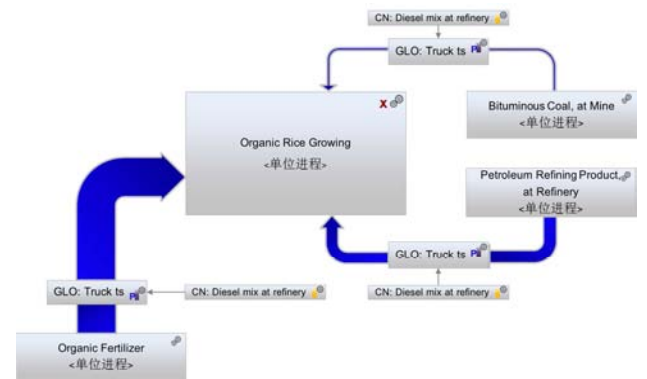 CN: Diesel mix at refinery
GLO: Truck ts
Bituminous Coal, at Mine
<单位进程>
X
Organic Rice Growing
<单位进程>
Petroleum Refining Product,
at Refinery
<单位进程>
GLO: Truck ts
CN: Diesel mix at refinery
GLO: Truck ts
CN: Diesel mix at refinery
Organic Fertilizer
<单位进程>